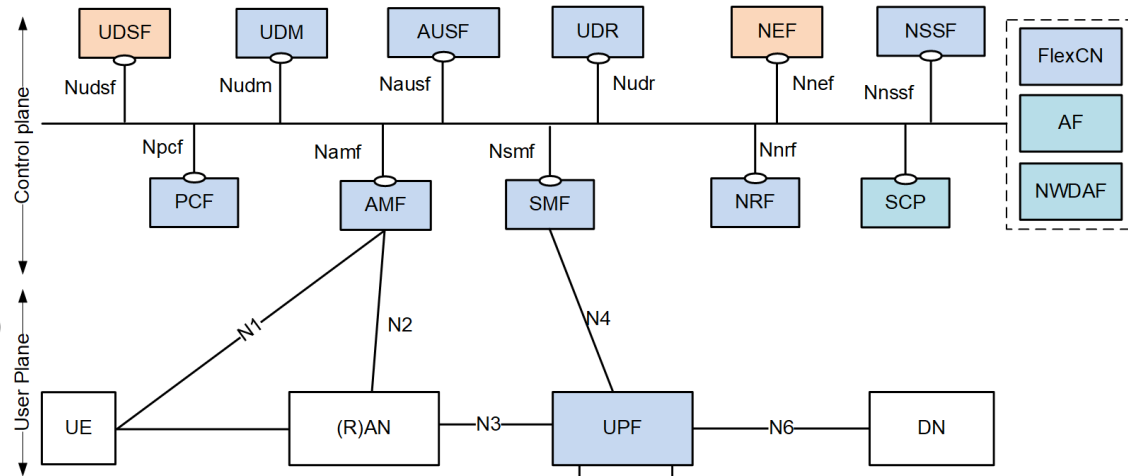 UDSF
UDM
AUSF
UDR
NEF
NSSF
FlexCN
Nudsf
Nudm
Nausf
Nudr
Nnef
Nnssf
AF
Control plane
Npcf
Namf
Nsmf
Nnrf
PCF
AMF
SMF
NRF
SCP
NWDAF
N1
N2
N4
User Plane
UE
(R)AN
N3
UPF
N6
DN